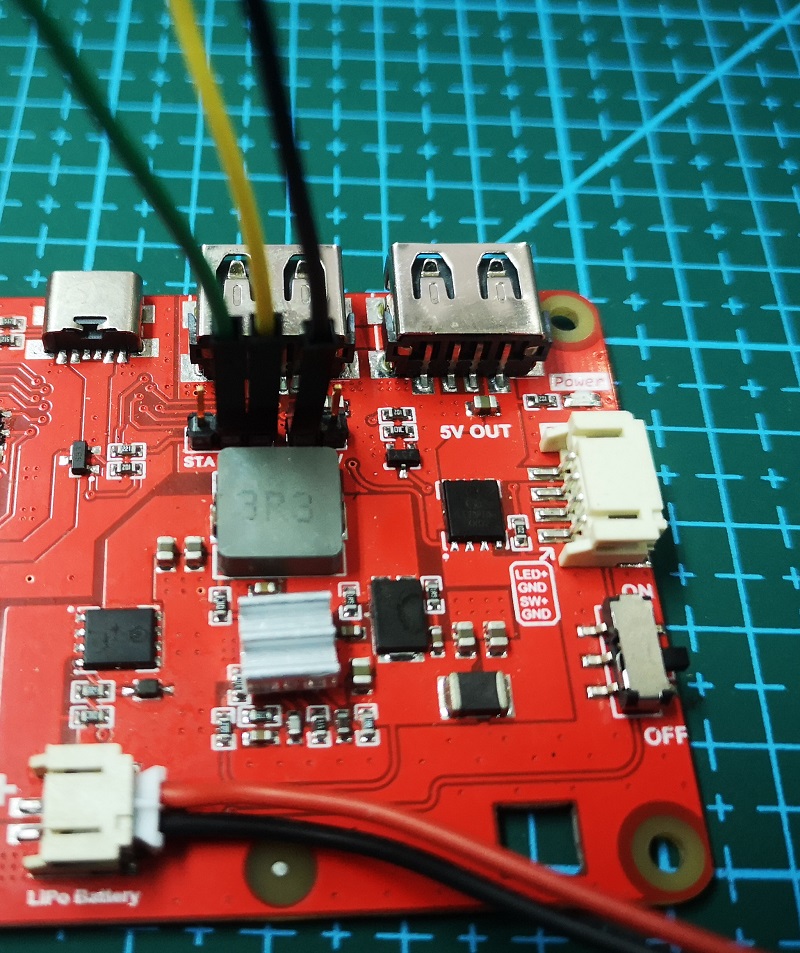 Power
5V OUT
STA
3R3
LED+
GND
SW+
GND
ON
OFF
+
LiPo Battery